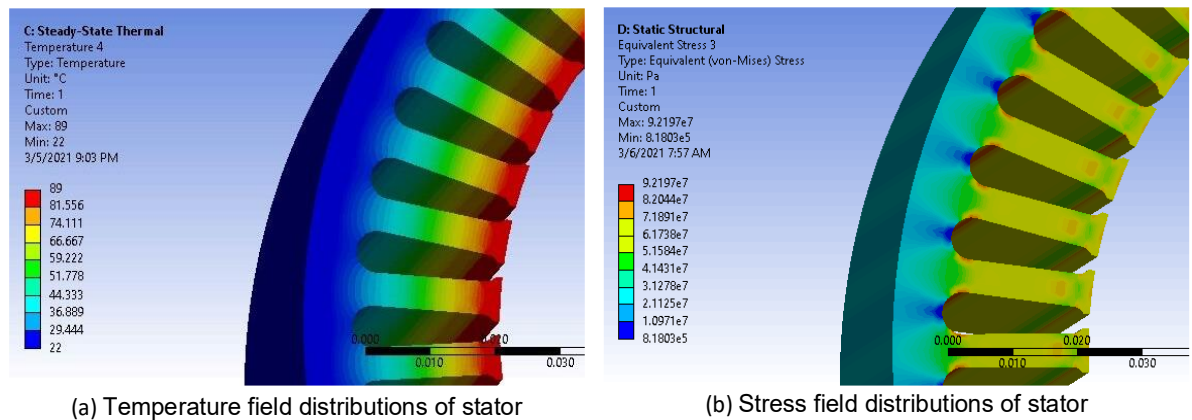 C: Steady-State Thermal
Temperature 4
Type: Temperature
Unit: °C
Time: 1
Custom
Max: 89
Min: 22
3/5/2021 9:03 PM
89
81.556
74.111
66.667
59.222
51.778
44.333
36.889
29.444
22
0.000
0.020
0.010
0.030
(a) Temperature field distributions of stator
D: Static Structural
Equivalent Stress 3
Type: Equivalent (von-Mises) Stress
Unit: Pa
Time: 1
Custom
Max: 9.2197e7
Min: 8.1803e5
3/6/2021 7:57 AM
9.2197e7
8.2044e7
7.1891e7
6.1738e7
5.1584e7
4.1431e7
3.1278e7
2.1125e7
1.0971e7
8.1803e5
0.000
0.020
0.010
0.030
(b) Stress field distributions of stator